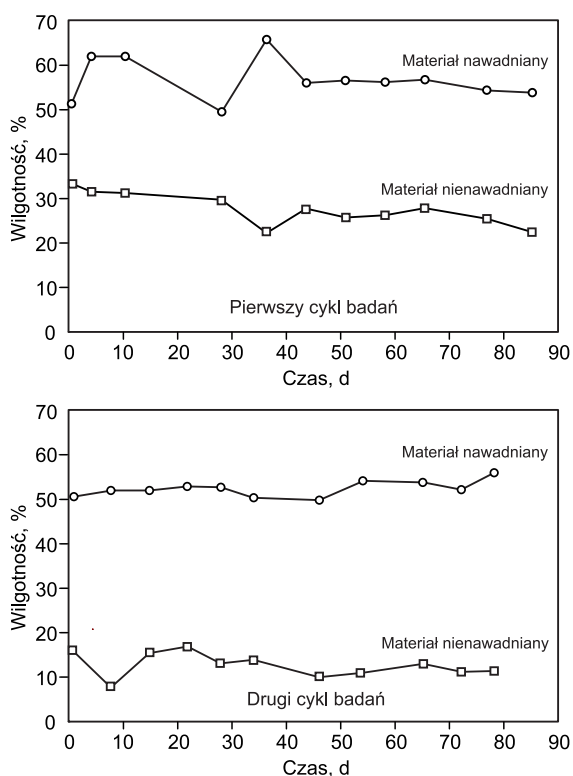 70
60
50
40
30
20
10
0
Wilgotność, %
Materiał nawadniany
Materiał nienawadniany
Pierwszy cykl badań
0 10 20 30 40 50 60 70 80 90
Czas, d
70
60
50
40
30
20
10
0
Wilgotność, %
Materiał nawadniany
Materiał nienawadniany
Drugi cykl badań
0 10 20 30 40 50 60 70 80 90
Czas, d